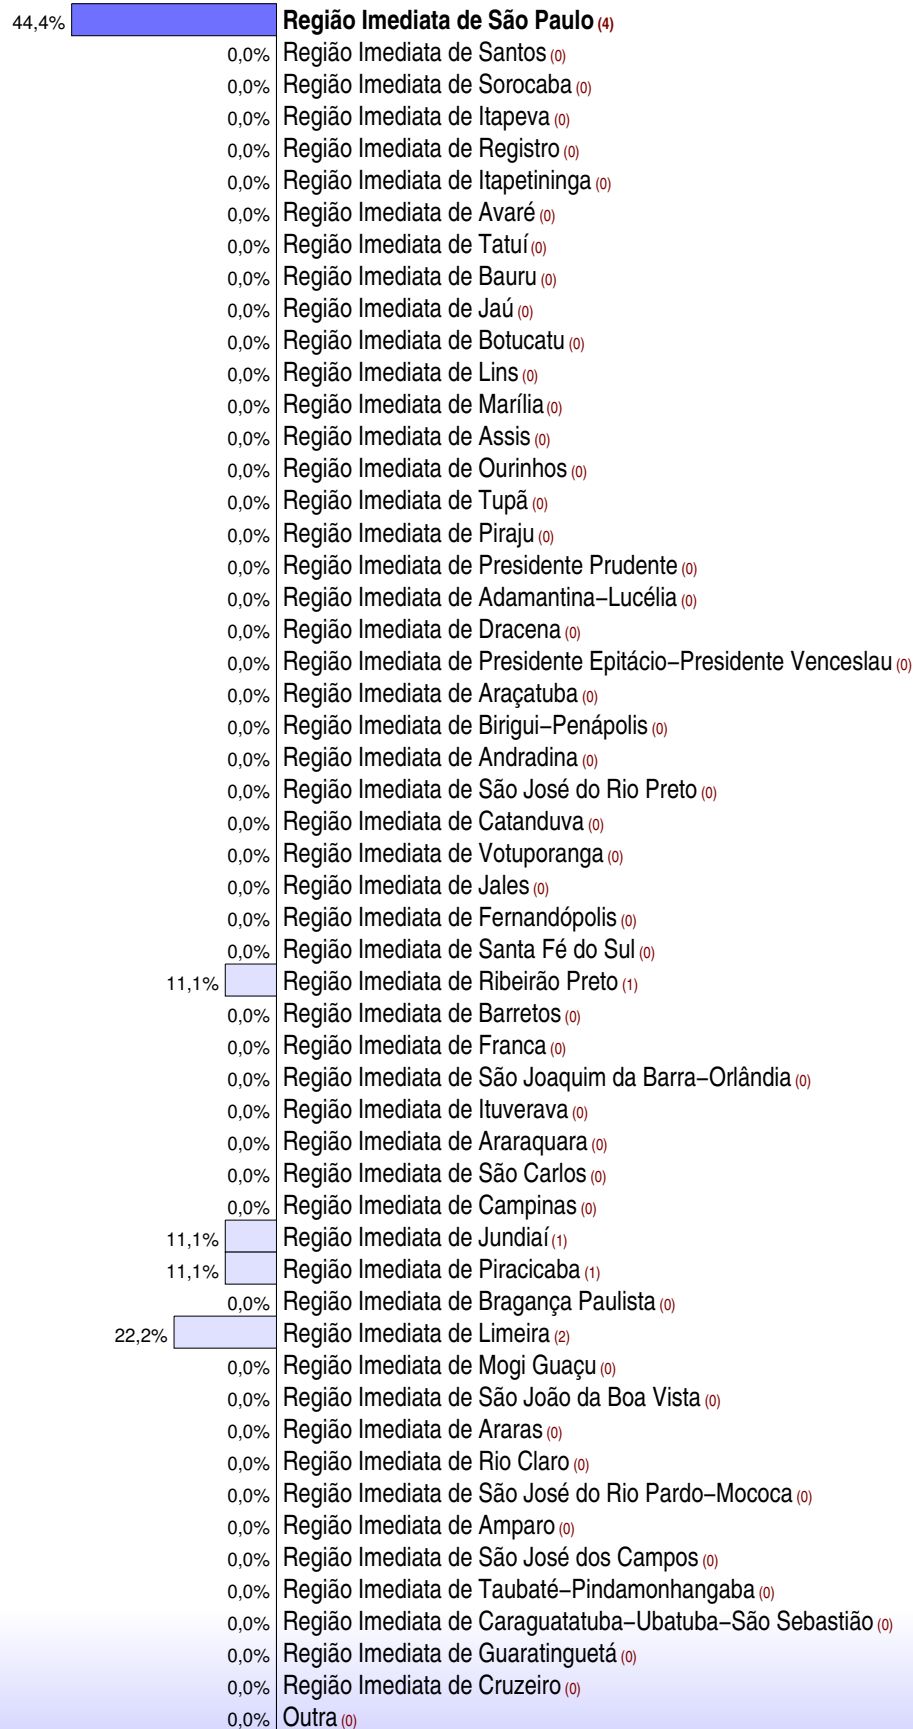 44,4% Região Imediata de São Paulo (4)
0,0% Região Imediata de Santos (0)
0,0% Região Imediata de Sorocaba (0)
0,0% Região Imediata de Itapeva (0)
0,0% Região Imediata de Registro (0)
0,0% Região Imediata de Itapetininga (0)
0,0% Região Imediata de Avaré (0)
0,0% Região Imediata de Tatuí (0)
0,0% Região Imediata de Bauru (0)
0,0% Região Imediata de Jaú (0)
0,0% Região Imediata de Botucatu (0)
0,0% Região Imediata de Lins (0)
0,0% Região Imediata de Marília (0)
0,0% Região Imediata de Assis (0)
0,0% Região Imediata de Ourinhos (0)
0,0% Região Imediata de Tupã (0)
0,0% Região Imediata de Piraju (0)
0,0% Região Imediata de Presidente Prudente (0)
0,0% Região Imediata de Adamantina–Lucélia (0)
0,0% Região Imediata de Dracena (0)
0,0% Região Imediata de Presidente Epitácio–Presidente Venceslau (0)
0,0% Região Imediata de Araçatuba (0)
0,0% Região Imediata de Birigui–Penápolis (0)
0,0% Região Imediata de Andradina (0)
0,0% Região Imediata de São José do Rio Preto (0)
0,0% Região Imediata de Catanduva (0)
0,0% Região Imediata de Votuporanga (0)
0,0% Região Imediata de Jales (0)
0,0% Região Imediata de Fernandópolis (0)
0,0% Região Imediata de Santa Fé do Sul (0)
11,1% Região Imediata de Ribeirão Preto (1)
0,0% Região Imediata de Barretos (0)
0,0% Região Imediata de Franca (0)
0,0% Região Imediata de São Joaquim da Barra–Orlândia (0)
0,0% Região Imediata de Ituverava (0)
0,0% Região Imediata de Araraquara (0)
0,0% Região Imediata de São Carlos (0)
0,0% Região Imediata de Campinas (0)
11,1% Região Imediata de Jundiaí (1)
11,1% Região Imediata de Piracicaba (1)
0,0% Região Imediata de Bragança Paulista (0)
22,2% Região Imediata de Limeira (2)
0,0% Região Imediata de Mogi Guaçu (0)
0,0% Região Imediata de São João da Boa Vista (0)
0,0% Região Imediata de Araras (0)
0,0% Região Imediata de Rio Claro (0)
0,0% Região Imediata de São José do Rio Pardo–Mococa (0)
0,0% Região Imediata de Amparo (0)
0,0% Região Imediata de São José dos Campos (0)
0,0% Região Imediata de Taubaté–Pindamonhangaba (0)
0,0% Região Imediata de Caraguatatuba–Ubatuba–São Sebastião (0)
0,0% Região Imediata de Guaratinguetá (0)
0,0% Região Imediata de Cruzeiro (0)
0,0% Outra (0)